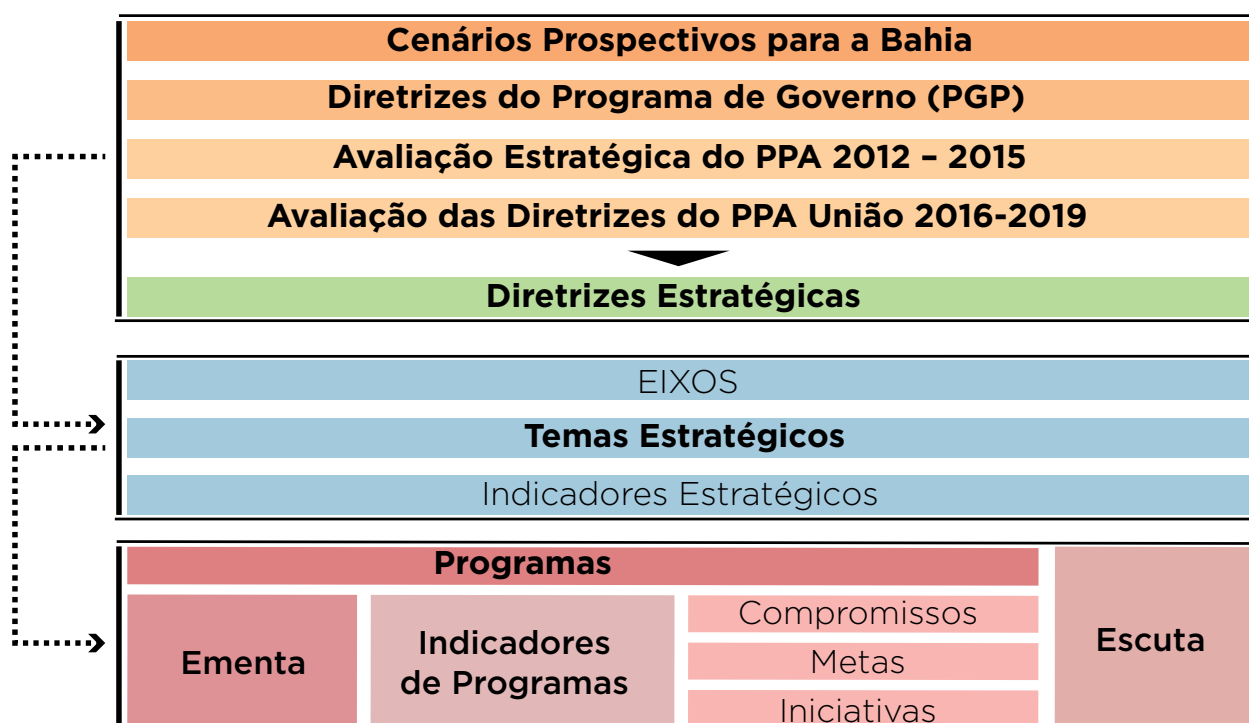 Cenários Prospectivos para a Bahia
Diretrizes do Programa de Governo (PGP)
Avaliação Estratégica do PPA 2012 – 2015
Avaliação das Diretrizes do PPA União 2016-2019
Diretrizes Estratégicas
EIXOS
Temas Estratégicos
Indicadores Estratégicos
Programas
Ementa
Indicadores
de Programas
Compromissos
Metas
Iniciativas
Escuta